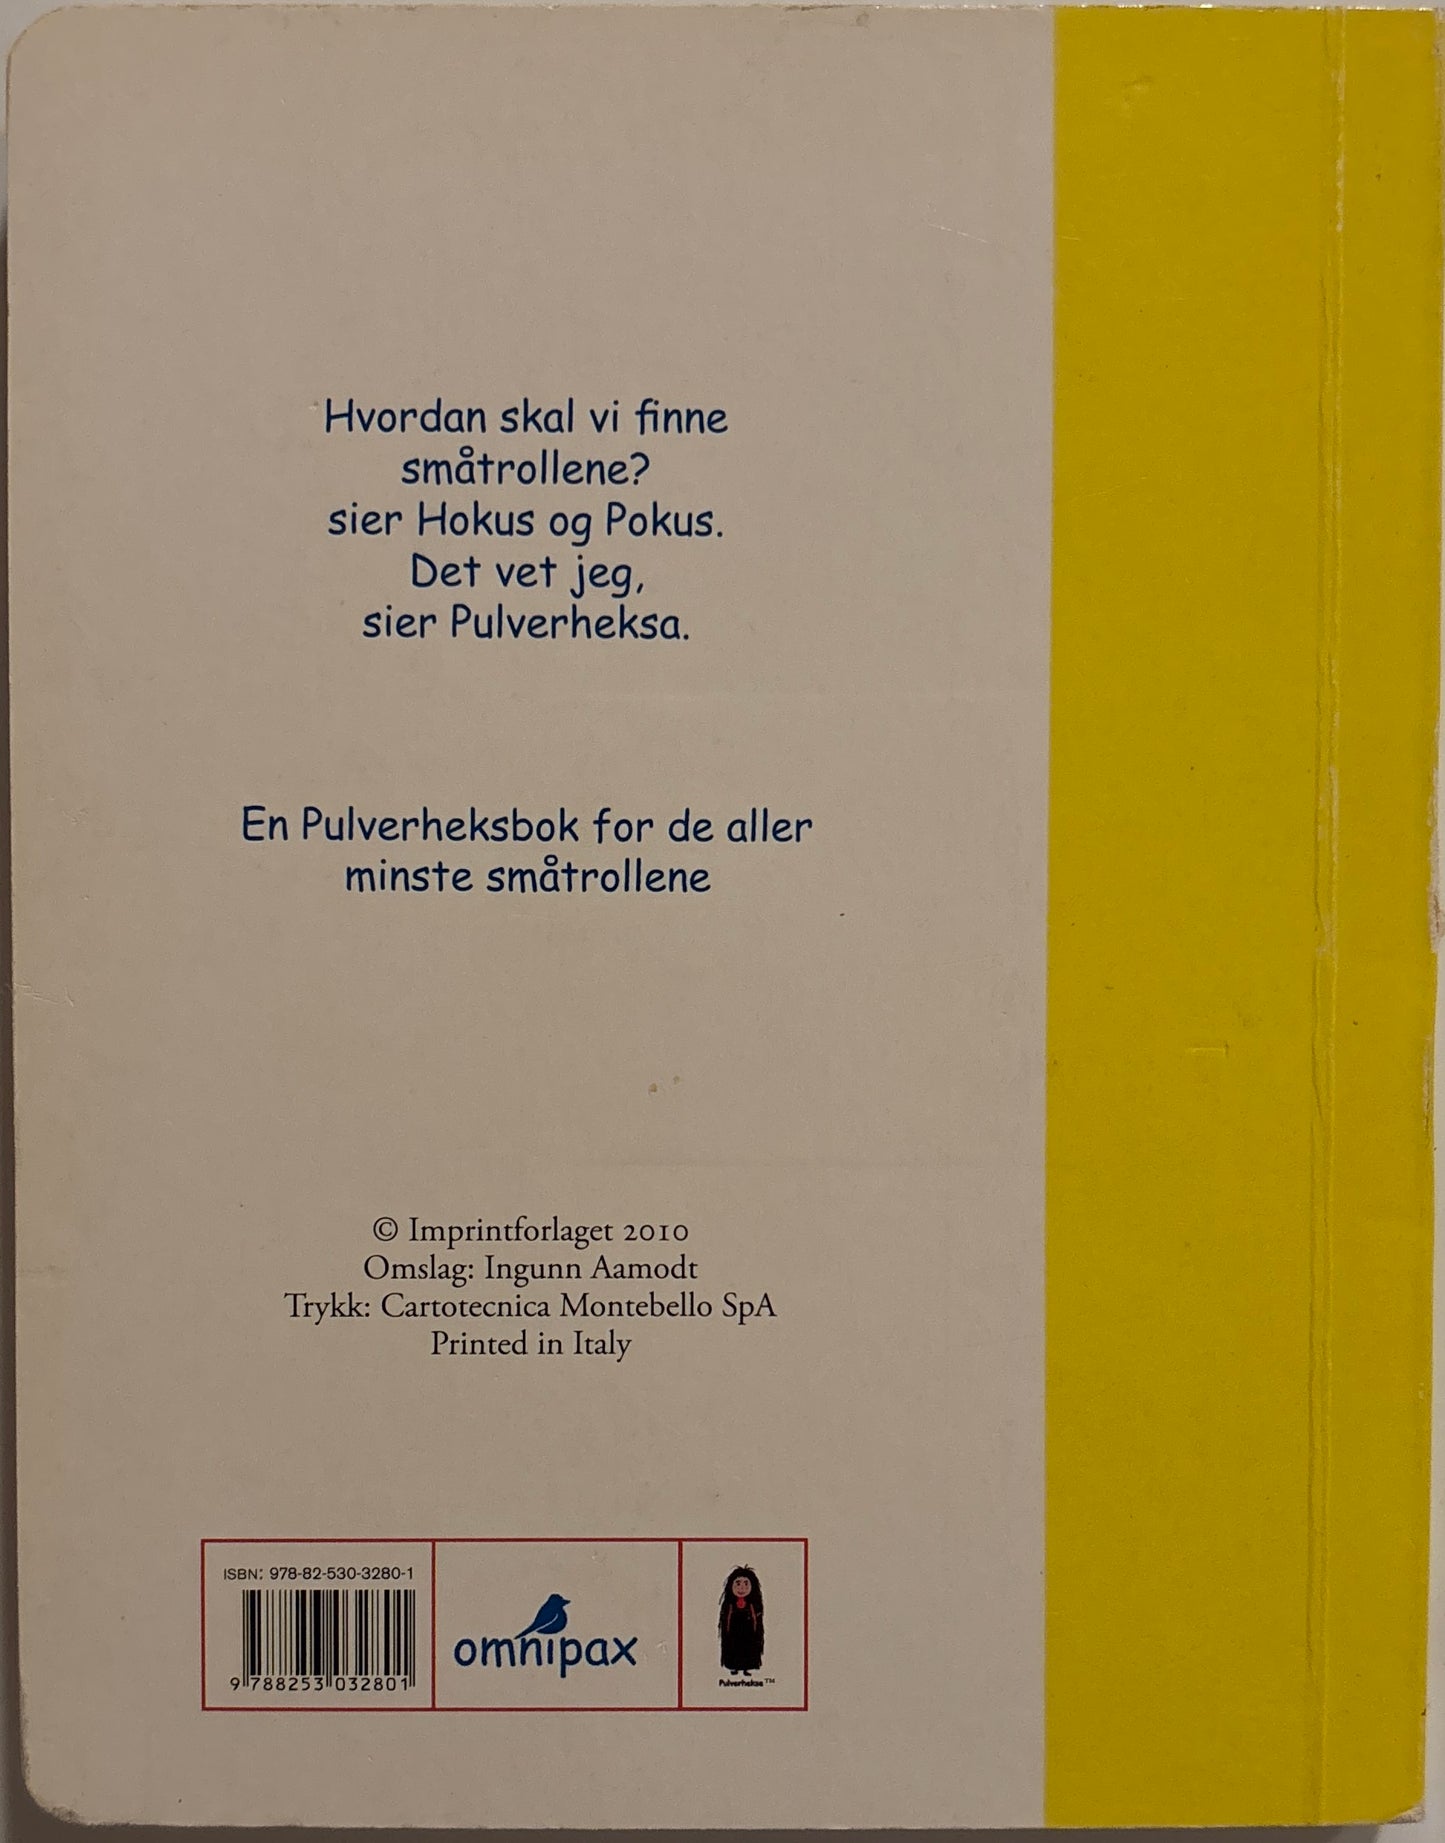 Hvordan skal vi finne
småtrollene?
sier Hokus og Pokus.
Det vet jeg,
sier Pulverheksa.
En Pulverheksbok for de aller
minste småtrollene
© Imprintforlaget 2010
Omslag: Ingunn Aamodt
Trykk: Cartotecnica Montebello SpA
Printed in Italy
ISBN: 978-82-530-3280-1
9 788253 032801
omnipax
Pulverheksa™